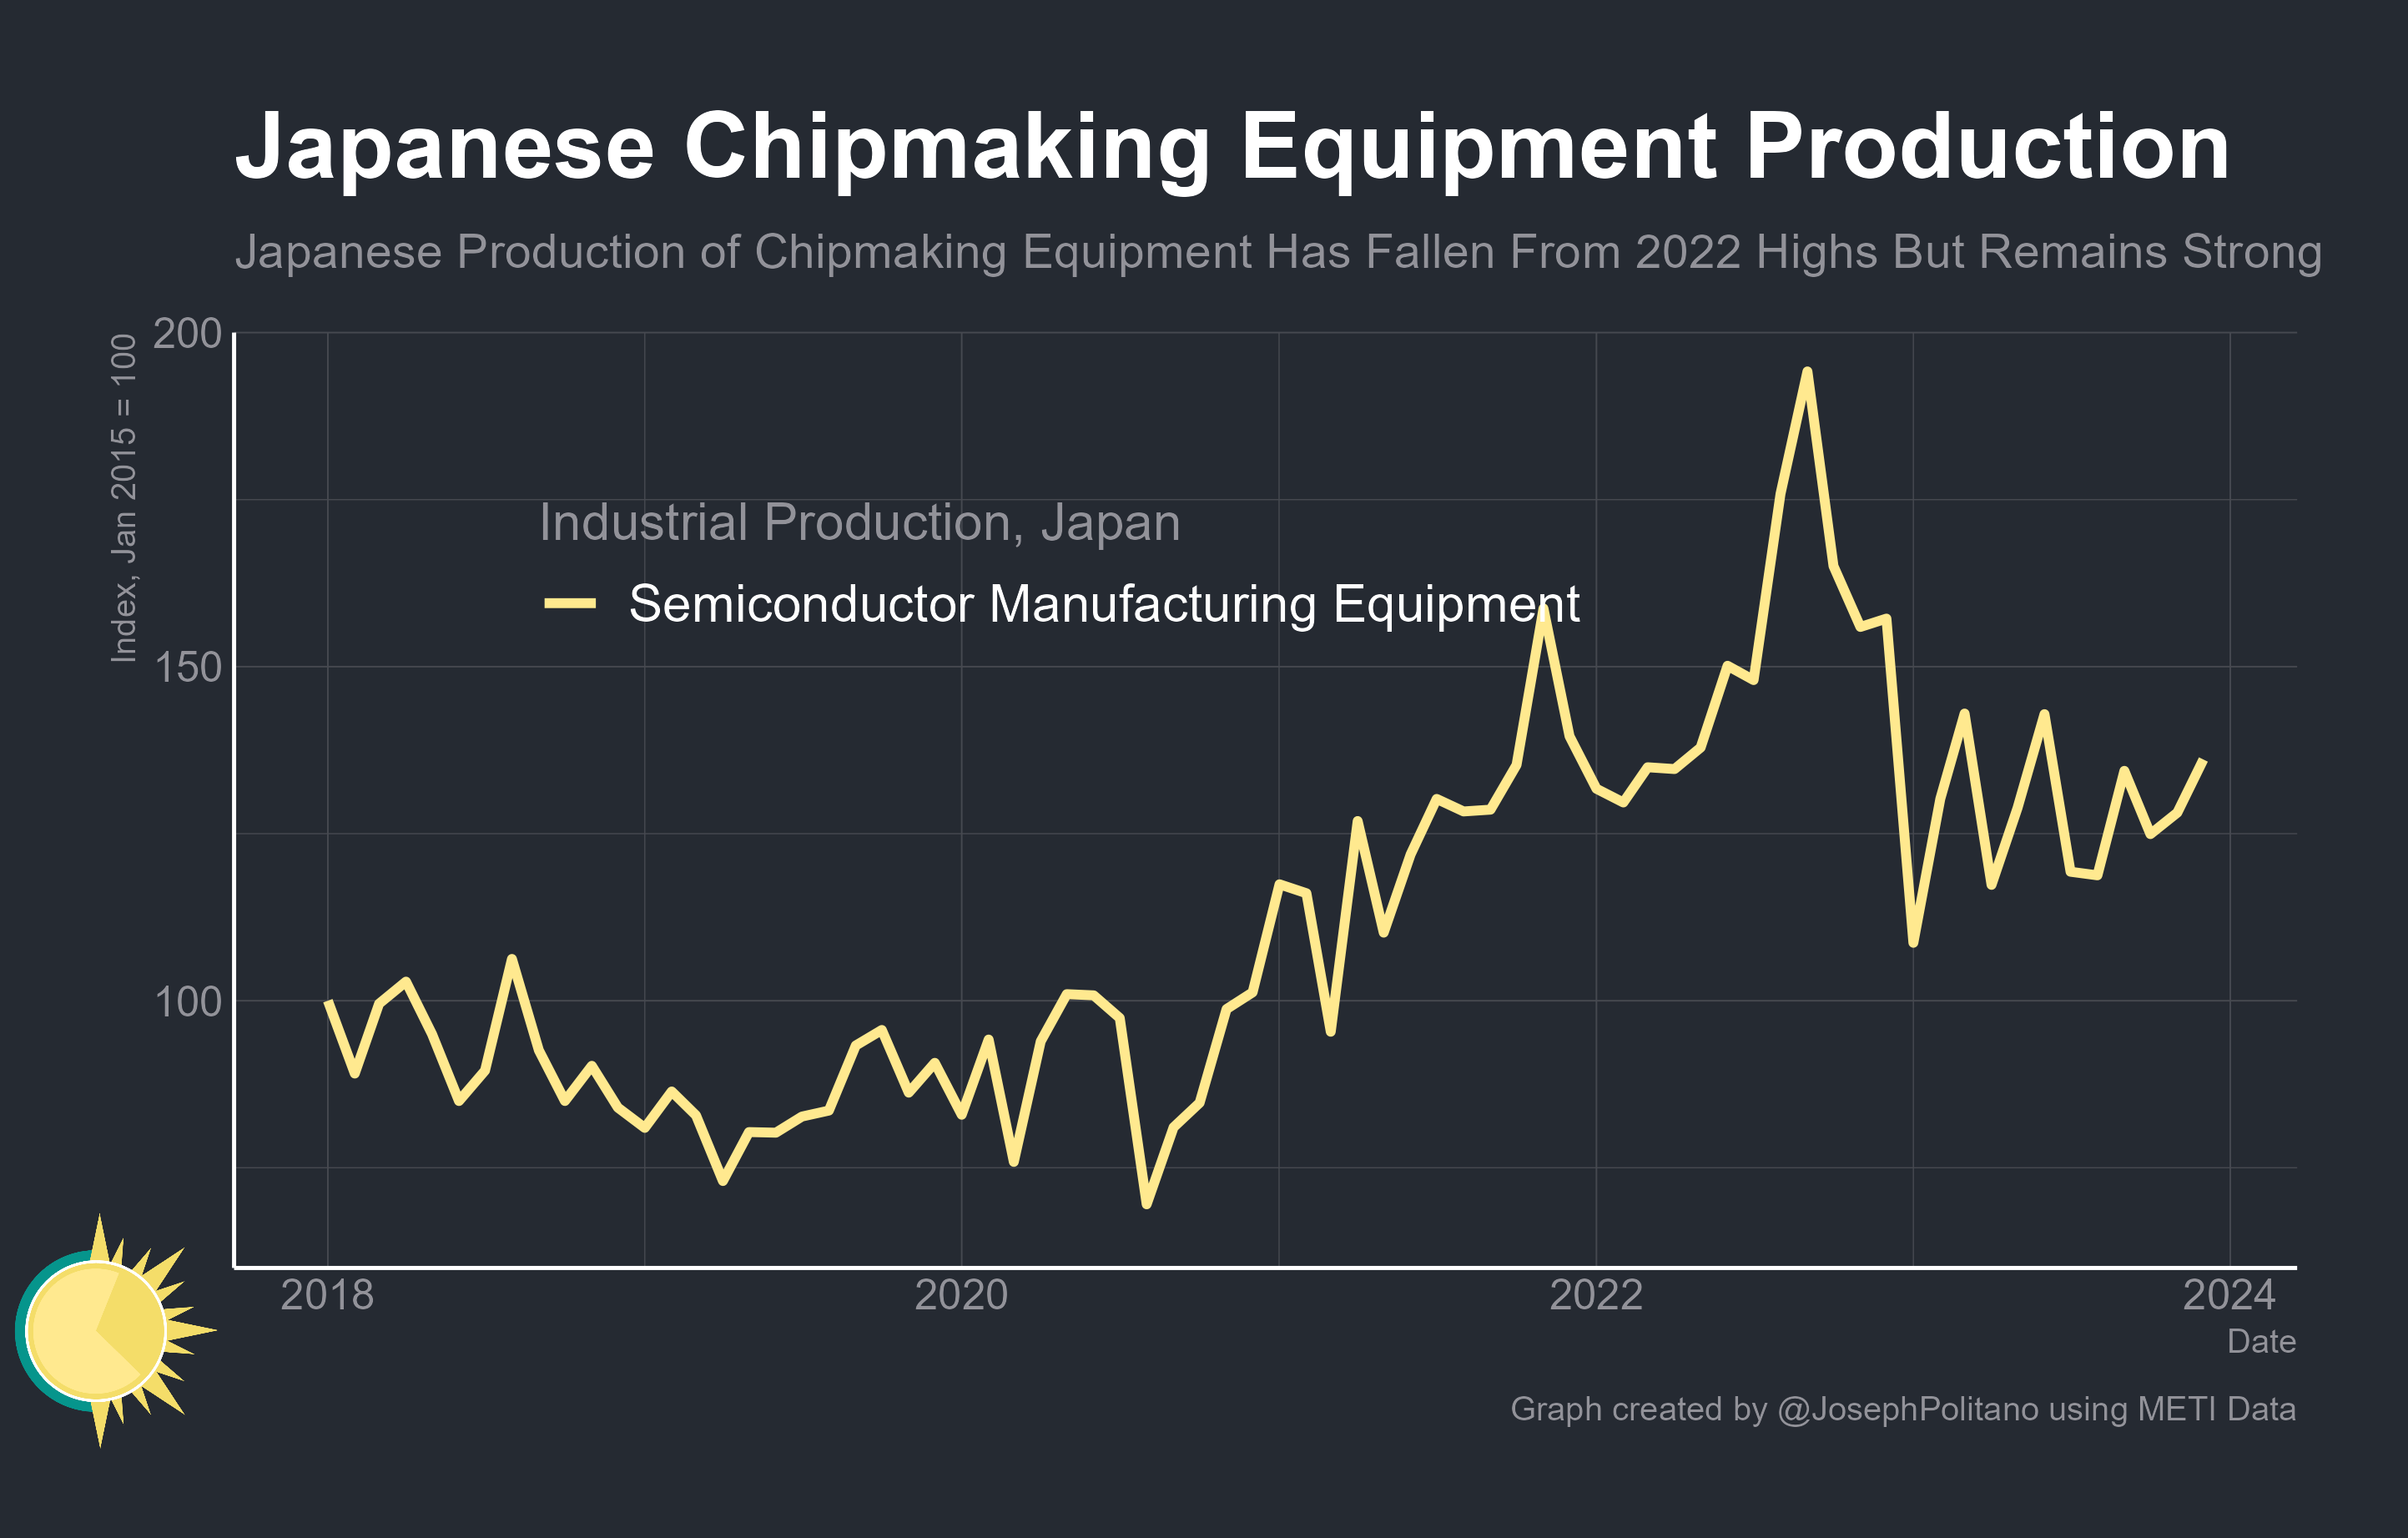 Japanese Chipmaking Equipment Production
Japanese Production of Chipmaking Equipment Has Fallen From 2022 Highs But Remains Strong
Index, Jan 2015 = 100
200
150
100
Industrial Production, Japan
Semiconductor Manufacturing Equipment
2018
2020
2022
2024
Date
Graph created by @JosephPolitano using METI Data